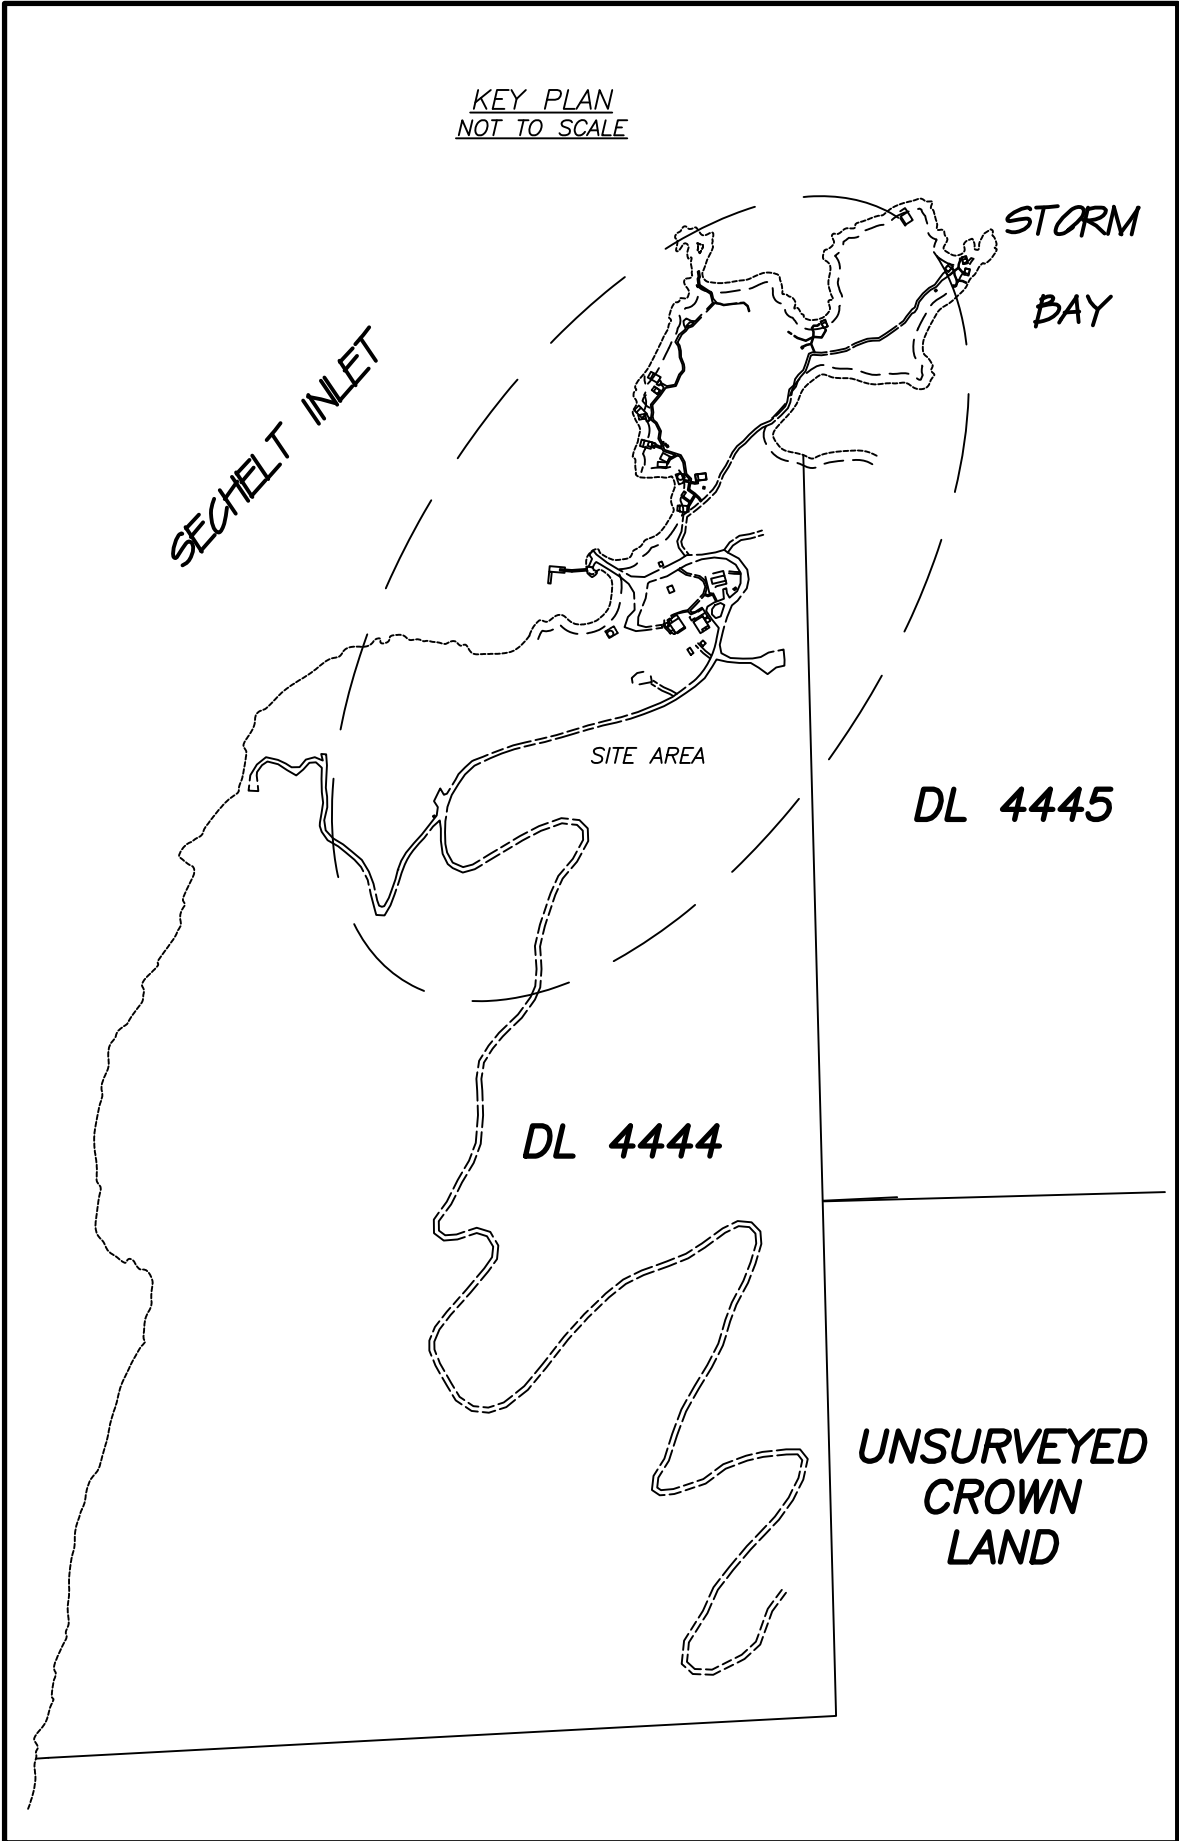 KEY PLAN
NOT TO SCALE
STORM
BAY
SECHELT INLET
SITE AREA
DL 4445
DL 4444
UNSURVEYED
CROWN
LAND